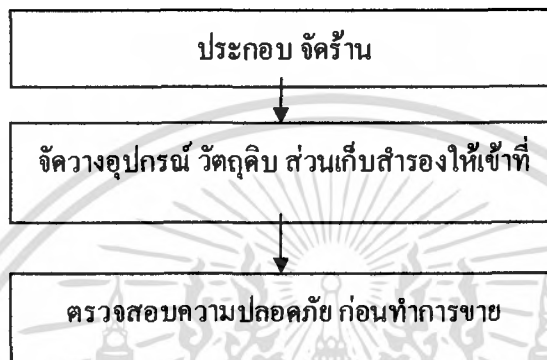 ประกอบ จัดร้าน
จัดวางอุปกรณ์ วัตถุดิบ ส่วนเก็บสำรองให้เข้าที่
ตรวจสอบความปลอดภัย ก่อนทำการขาย